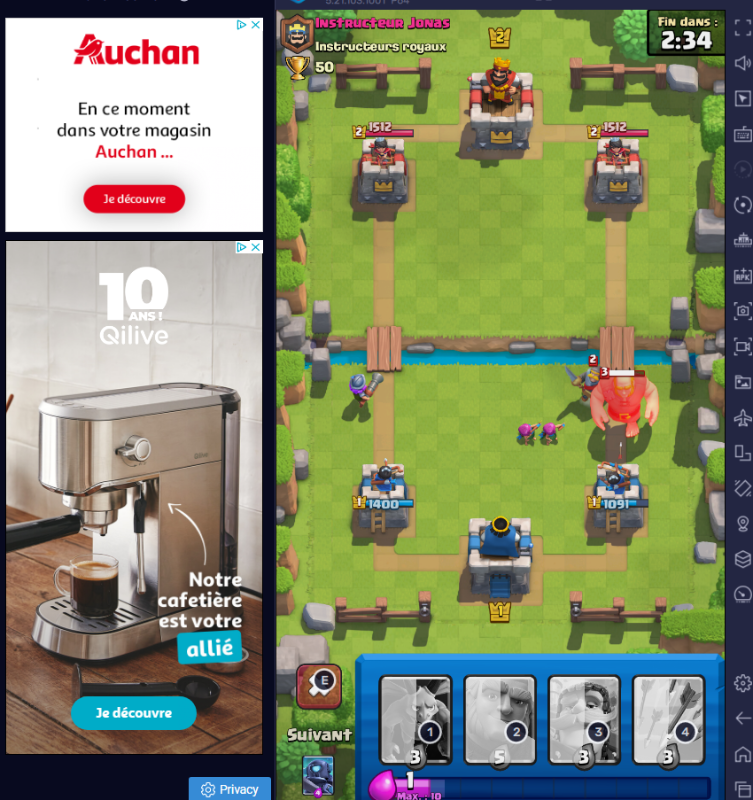 Auchan
En ce moment
dans votre magasin
Auchan ...
Je découvre
10
ANS !
Qilive
Notre
cafetière
est votre
allié
Je découvre
Privacy
Instructeur Jonas
Instructeurs royaux
50
Fin dans :
2:34
2
2 1512
2 1512
2
3
1 1400
1 1091
1
E
Suivant
4
1
3
2
5
3
3
4
3
1
Max. : 10